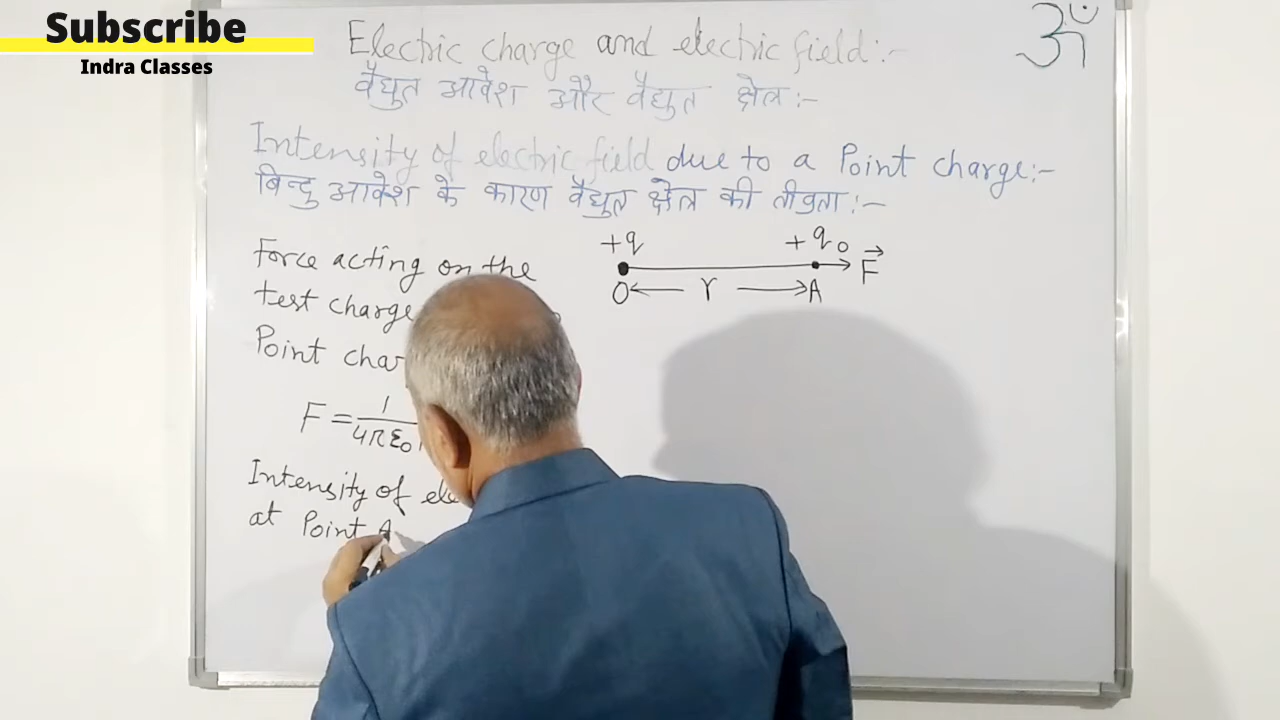 Subscribe
Indra Classes
ॐ
Electric charge and electric field:-
वैद्युत आवेश और वैद्युत क्षेत्र:-
Intensity of electric field due to a Point charge:-
बिन्दु आवेश के कारण वैद्युत क्षेत्र की तीव्रता:-
+q +q₀
F⃗
O ← r → A
Force acting on the
test charge
Point
F = 1/4πε₀
Intensity of
at Point A